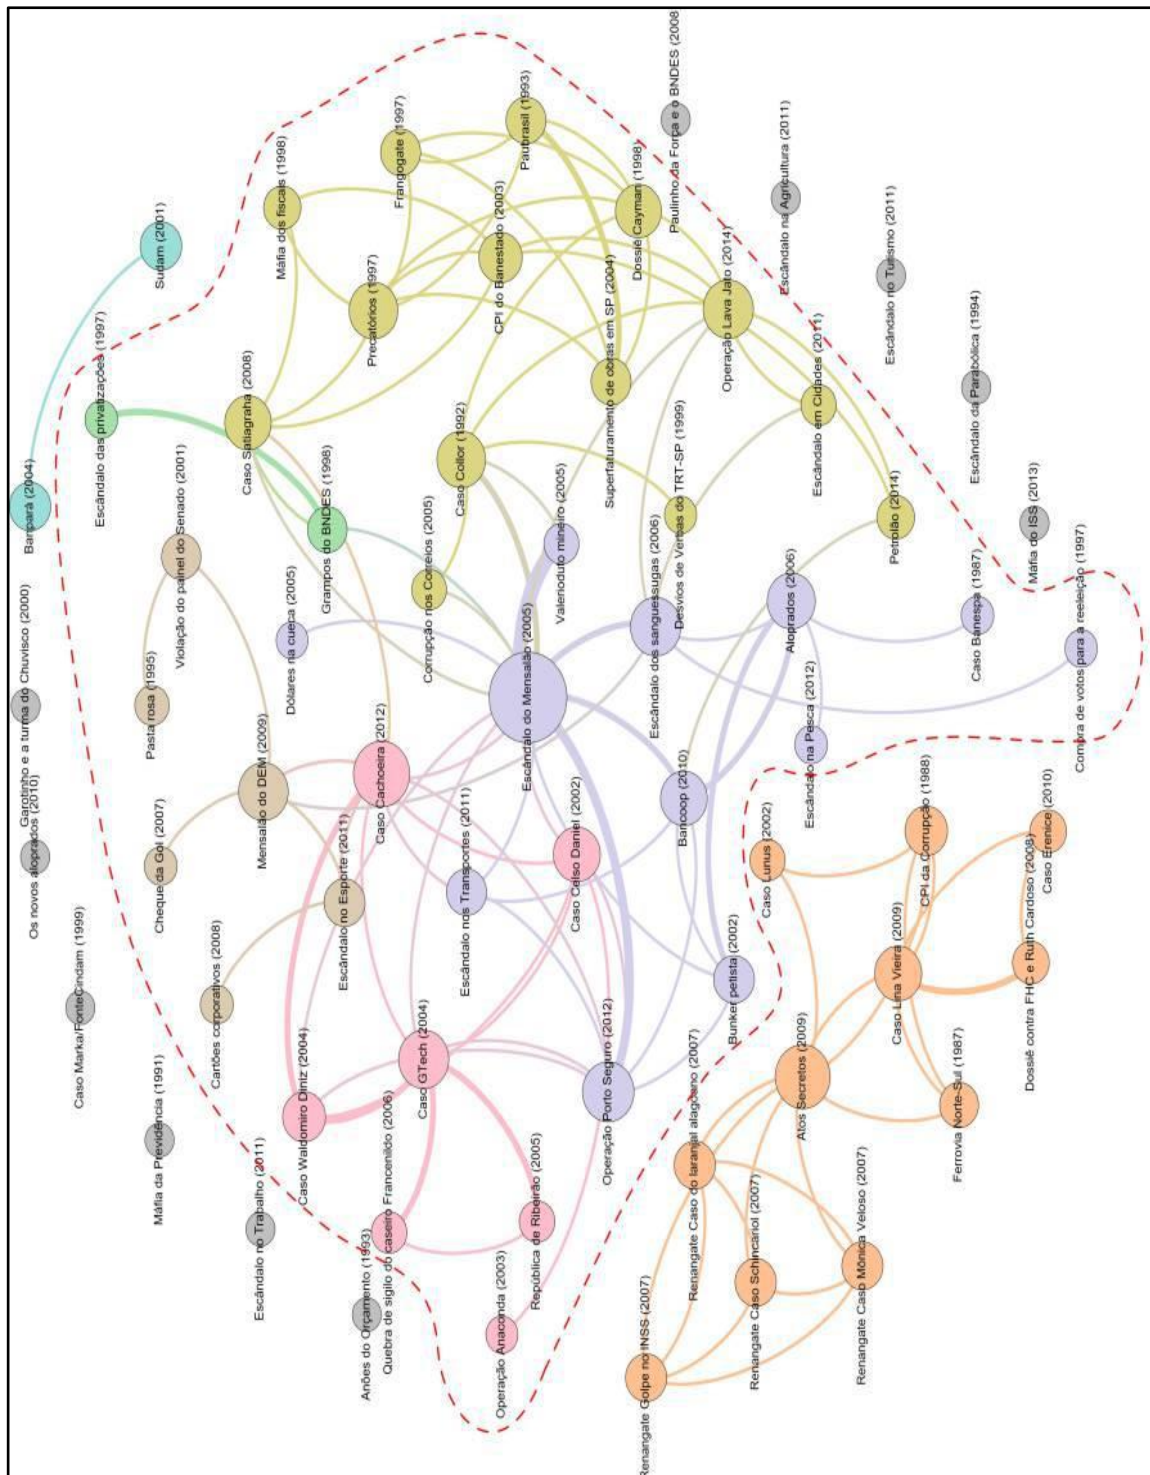 Garotinho e a turma do Chuvisco (2000)
Banpará (2004)
Os novos aloprados (2010)
Caso Marka/FonteCindam (1999)
Escândalo das privatizações (1997)
Pasta rosa (1995)
Máfia da Previdência (1991)
Cheque da Gol (2007)
Sudam (2001)
Violação do painel do Senado (2001)
Cartões corporativos (2008)
Caso Satiagraha (2008)
Escândalo no Trabalho (2011)
Mensalão do DEM (2009)
Máfia dos fiscais (1998)
Dólares na cueca (2005)
Caso Waldomiro Diniz (2004)
Grampos do BNDES (1998)
Escândalo no Esporte (2011)
Anões do Orçamento (1993)
Precatórios (1997)
Caso Cachoeira (2012)
Quebra de sigilo do caseiro Francenildo (2006)
Frangogate (1997)
Caso GTech (2004)
Corrupção nos Correios (2005)
Caso Collor (1992)
Escândalo nos Transportes (2011)
CPI do Banestado (2003)
Operação Anaconda (2003)
Escândalo do Mensalão (2005)
Paubrasil (1993)
República de Ribeirão (2005)
Valerioduto mineiro (2005)
Caso Celso Daniel (2002)
Operação Porto Seguro (2012)
Superfaturamento de obras em SP (2004)
Dossiê Cayman (1998)
Renangate Golpe no INSS (2007)
Escândalo dos sanguessugas (2006)
Paulinho da Força e o BNDES (2008
Desvios de Verbas do TRT-SP (1999)
Bancoop (2010)
Renangate Caso do laranjal alagoano (2007)
Operação Lava Jato (2014)
Bunker petista (2002)
Renangate Caso Schincariol (2007)
Caso Lunus (2002)
Escândalo na Agricultura (2011)
Aloprados (2006)
Atos Secretos (2009)
Escândalo na Pesca (2012)
Escândalo em Cidades (2011)
Renangate Caso Mônica Veloso (2007)
Escândalo no Turismo (2011)
Caso Lina Vieira (2009)
Petrolão (2014)
CPI da Corrupção (1988)
Ferrovia Norte-Sul (1987)
Escândalo da Parabólica (1994)
Caso Banespa (1987)
Dossiê contra FHC e Ruth Cardoso (2008)
Máfia do ISS (2013)
Caso Erenice (2010)
Compra de votos para a reeleição (1997)